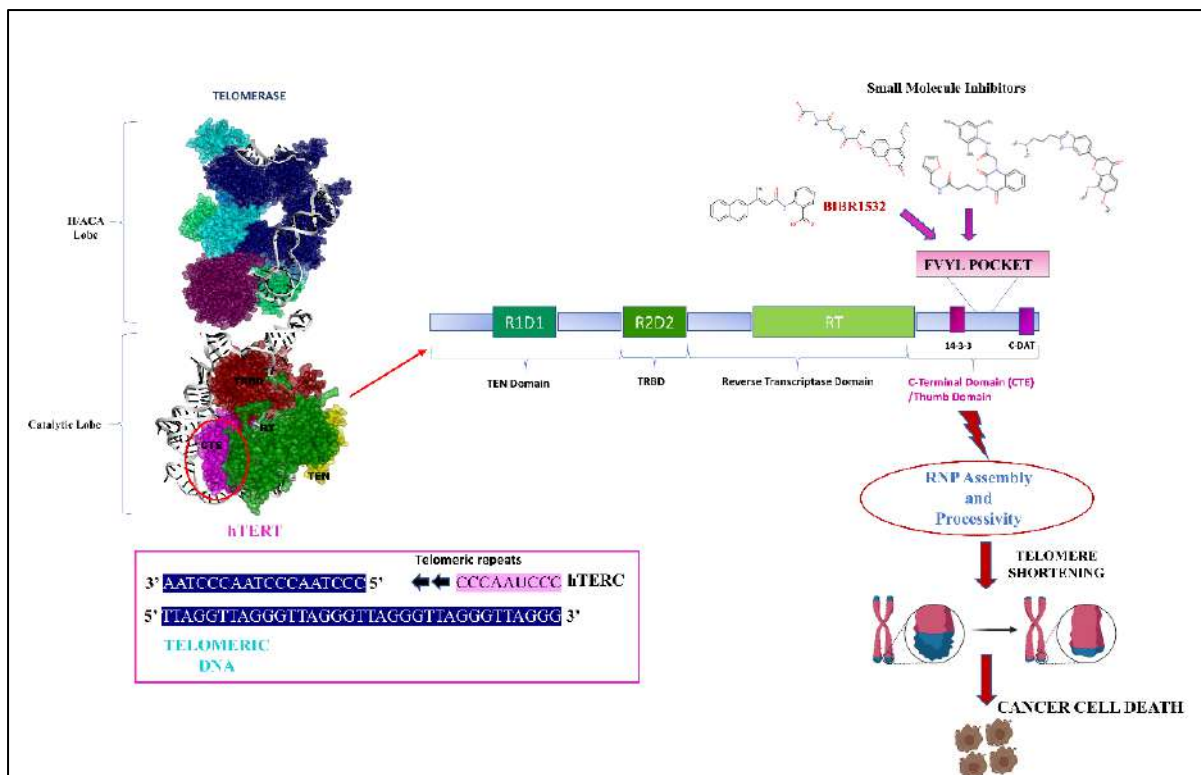 TELOMERASE
H/ACA
Lobe
Catalytic Lobe
TRBD
RT
CTE
TEN
hTERT
Small Molecule Inhibitors
BIBR1532
FVYL POCKET
R1D1
R2D2
RT
14-3-3
C-DAT
TEN Domain
TRBD
Reverse Transcriptase Domain
C-Terminal Domain (CTE)
/Thumb Domain
RNP Assembly
and
Processivity
TELOMERE
SHORTENING
CANCER CELL DEATH
Telomeric repeats
3’ AATCCCAATCCCAATCCC 5’ CCCAAUCCC hTERC
5’ TTAGGTTAGGGTTAGGGTTAGGGTTAGGGTTAGGG 3’
TELOMERIC
DNA